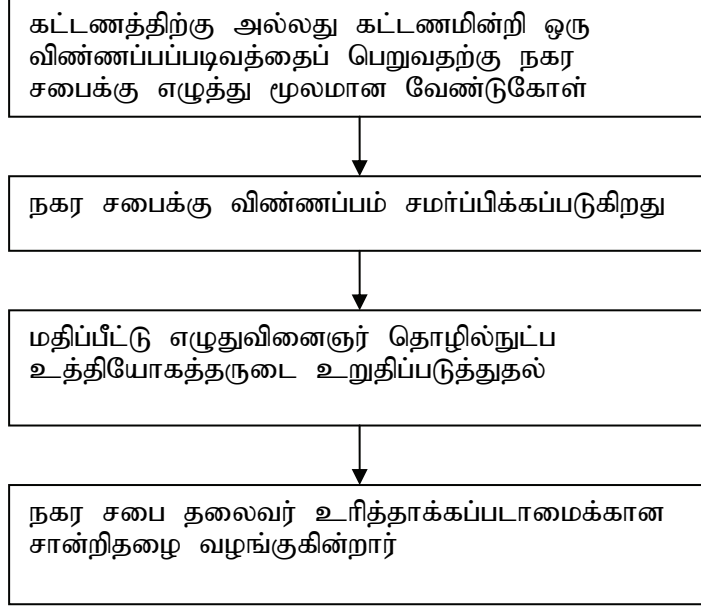 கட்டணத்திற்கு அல்லது கட்டணமின்றி ஒரு
விண்ணப்பப்படிவத்தைப் பெறுவதற்கு நகர
சபைக்கு எழுத்து மூலமான வேண்டுகோள்
நகர சபைக்கு விண்ணப்பம் சமர்ப்பிக்கப்படுகிறது
மதிப்பீட்டு எழுதுவினைஞர் தொழில்நுட்ப
உத்தியோகத்தருடை உறுதிப்படுத்துதல்
நகர சபை தலைவர் உரித்தாக்கப்படாமைக்கான
சான்றிதழை வழங்குகின்றார்